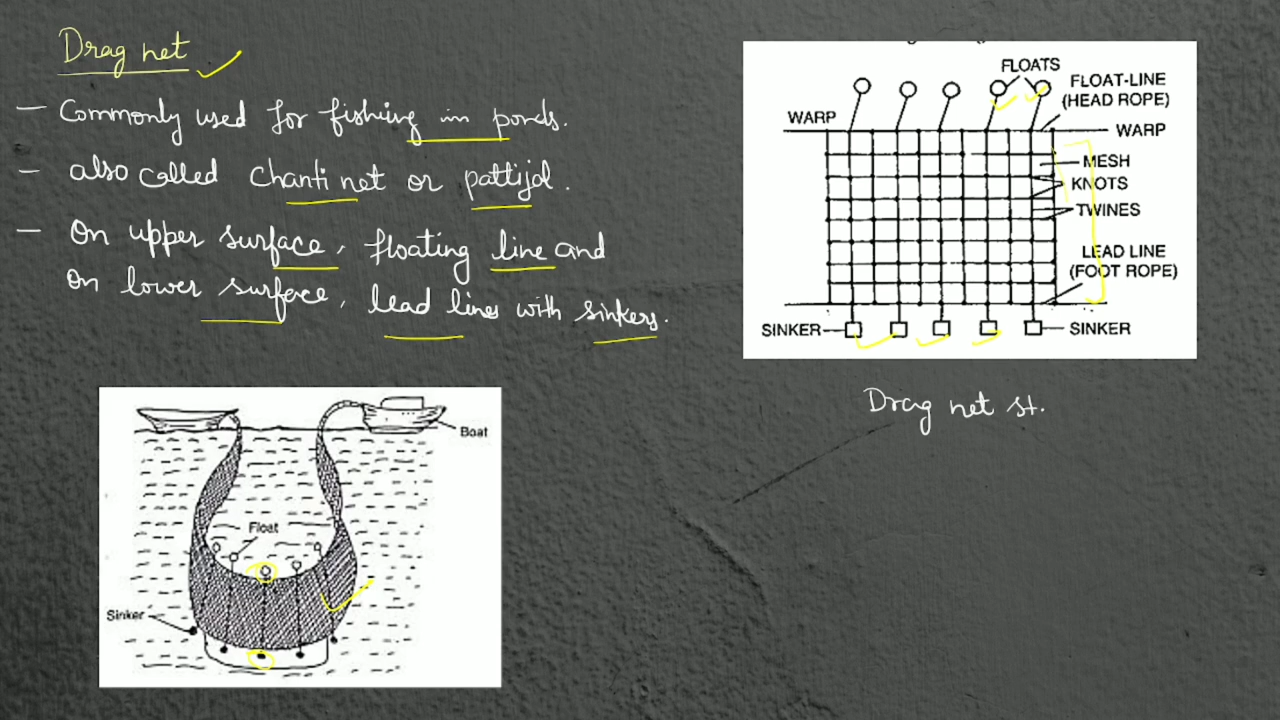 Drag net
– Commonly used for fishing in ponds.
– also called Chanti net or pattijal.
– On upper surface, floating line and
on lower surface, lead lines with sinkers.
FLOATS
FLOAT-LINE
(HEAD ROPE)
WARP
WARP
MESH
KNOTS
TWINES
LEAD LINE
(FOOT ROPE)
SINKER
SINKER
Drag net st.
Boat
Float
Sinker